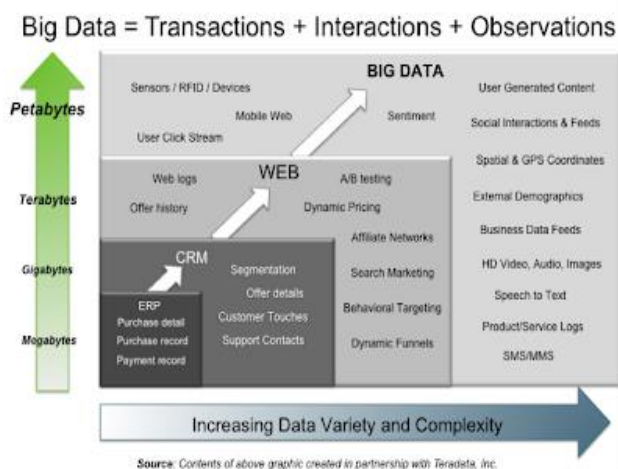 Big Data = Transactions + Interactions + Observations
Petabytes
Terabytes
Gigabytes
Megabytes
BIG DATA
Sensors / RFID / Devices
Mobile Web
Sentiment
User Click Stream
User Generated Content
Social Interactions & Feeds
Spatial & GPS Coordinates
External Demographics
Business Data Feeds
HD Video, Audio, Images
Speech to Text
Product/Service Logs
SMS/MMS
WEB
Web logs
A/B testing
Offer history
Dynamic Pricing
Affiliate Networks
Search Marketing
Behavioral Targeting
Dynamic Funnels
CRM
Segmentation
Offer details
Customer Touches
Support Contacts
ERP
Purchase detail
Purchase record
Payment record
Increasing Data Variety and Complexity
Source: Contents of above graphic created in partnership with Teradata, Inc.